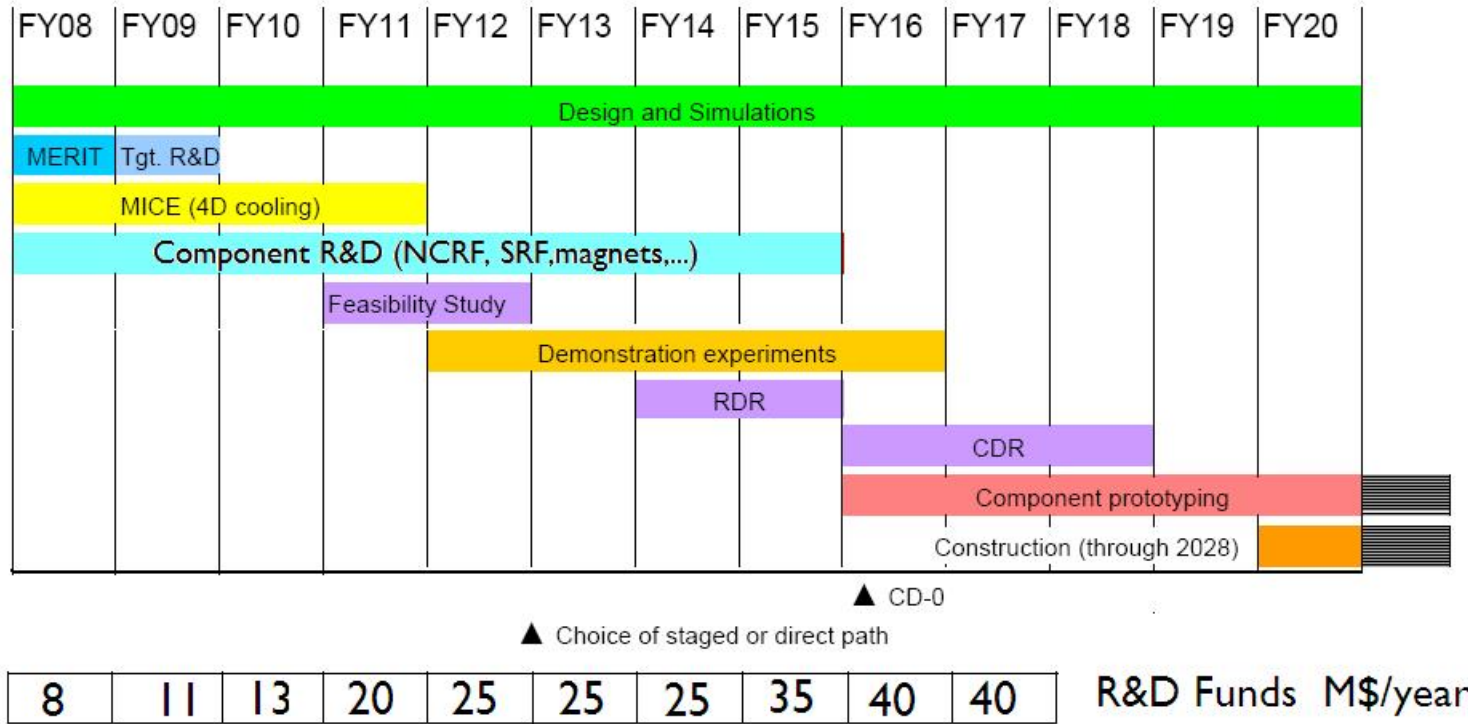 FY08 FY09 FY10 FY11 FY12 FY13 FY14 FY15 FY16 FY17 FY18 FY19 FY20
Design and Simulations
MERIT Tgt. R&D
MICE (4D cooling)
Component R&D (NCRF, SRF,magnets,...)
Feasibility Study
Demonstration experiments
RDR
CDR
Component prototyping
Construction (through 2028)
▲ CD-0
▲ Choice of staged or direct path
8 11 13 20 25 25 25 35 40 40 R&D Funds M$/year